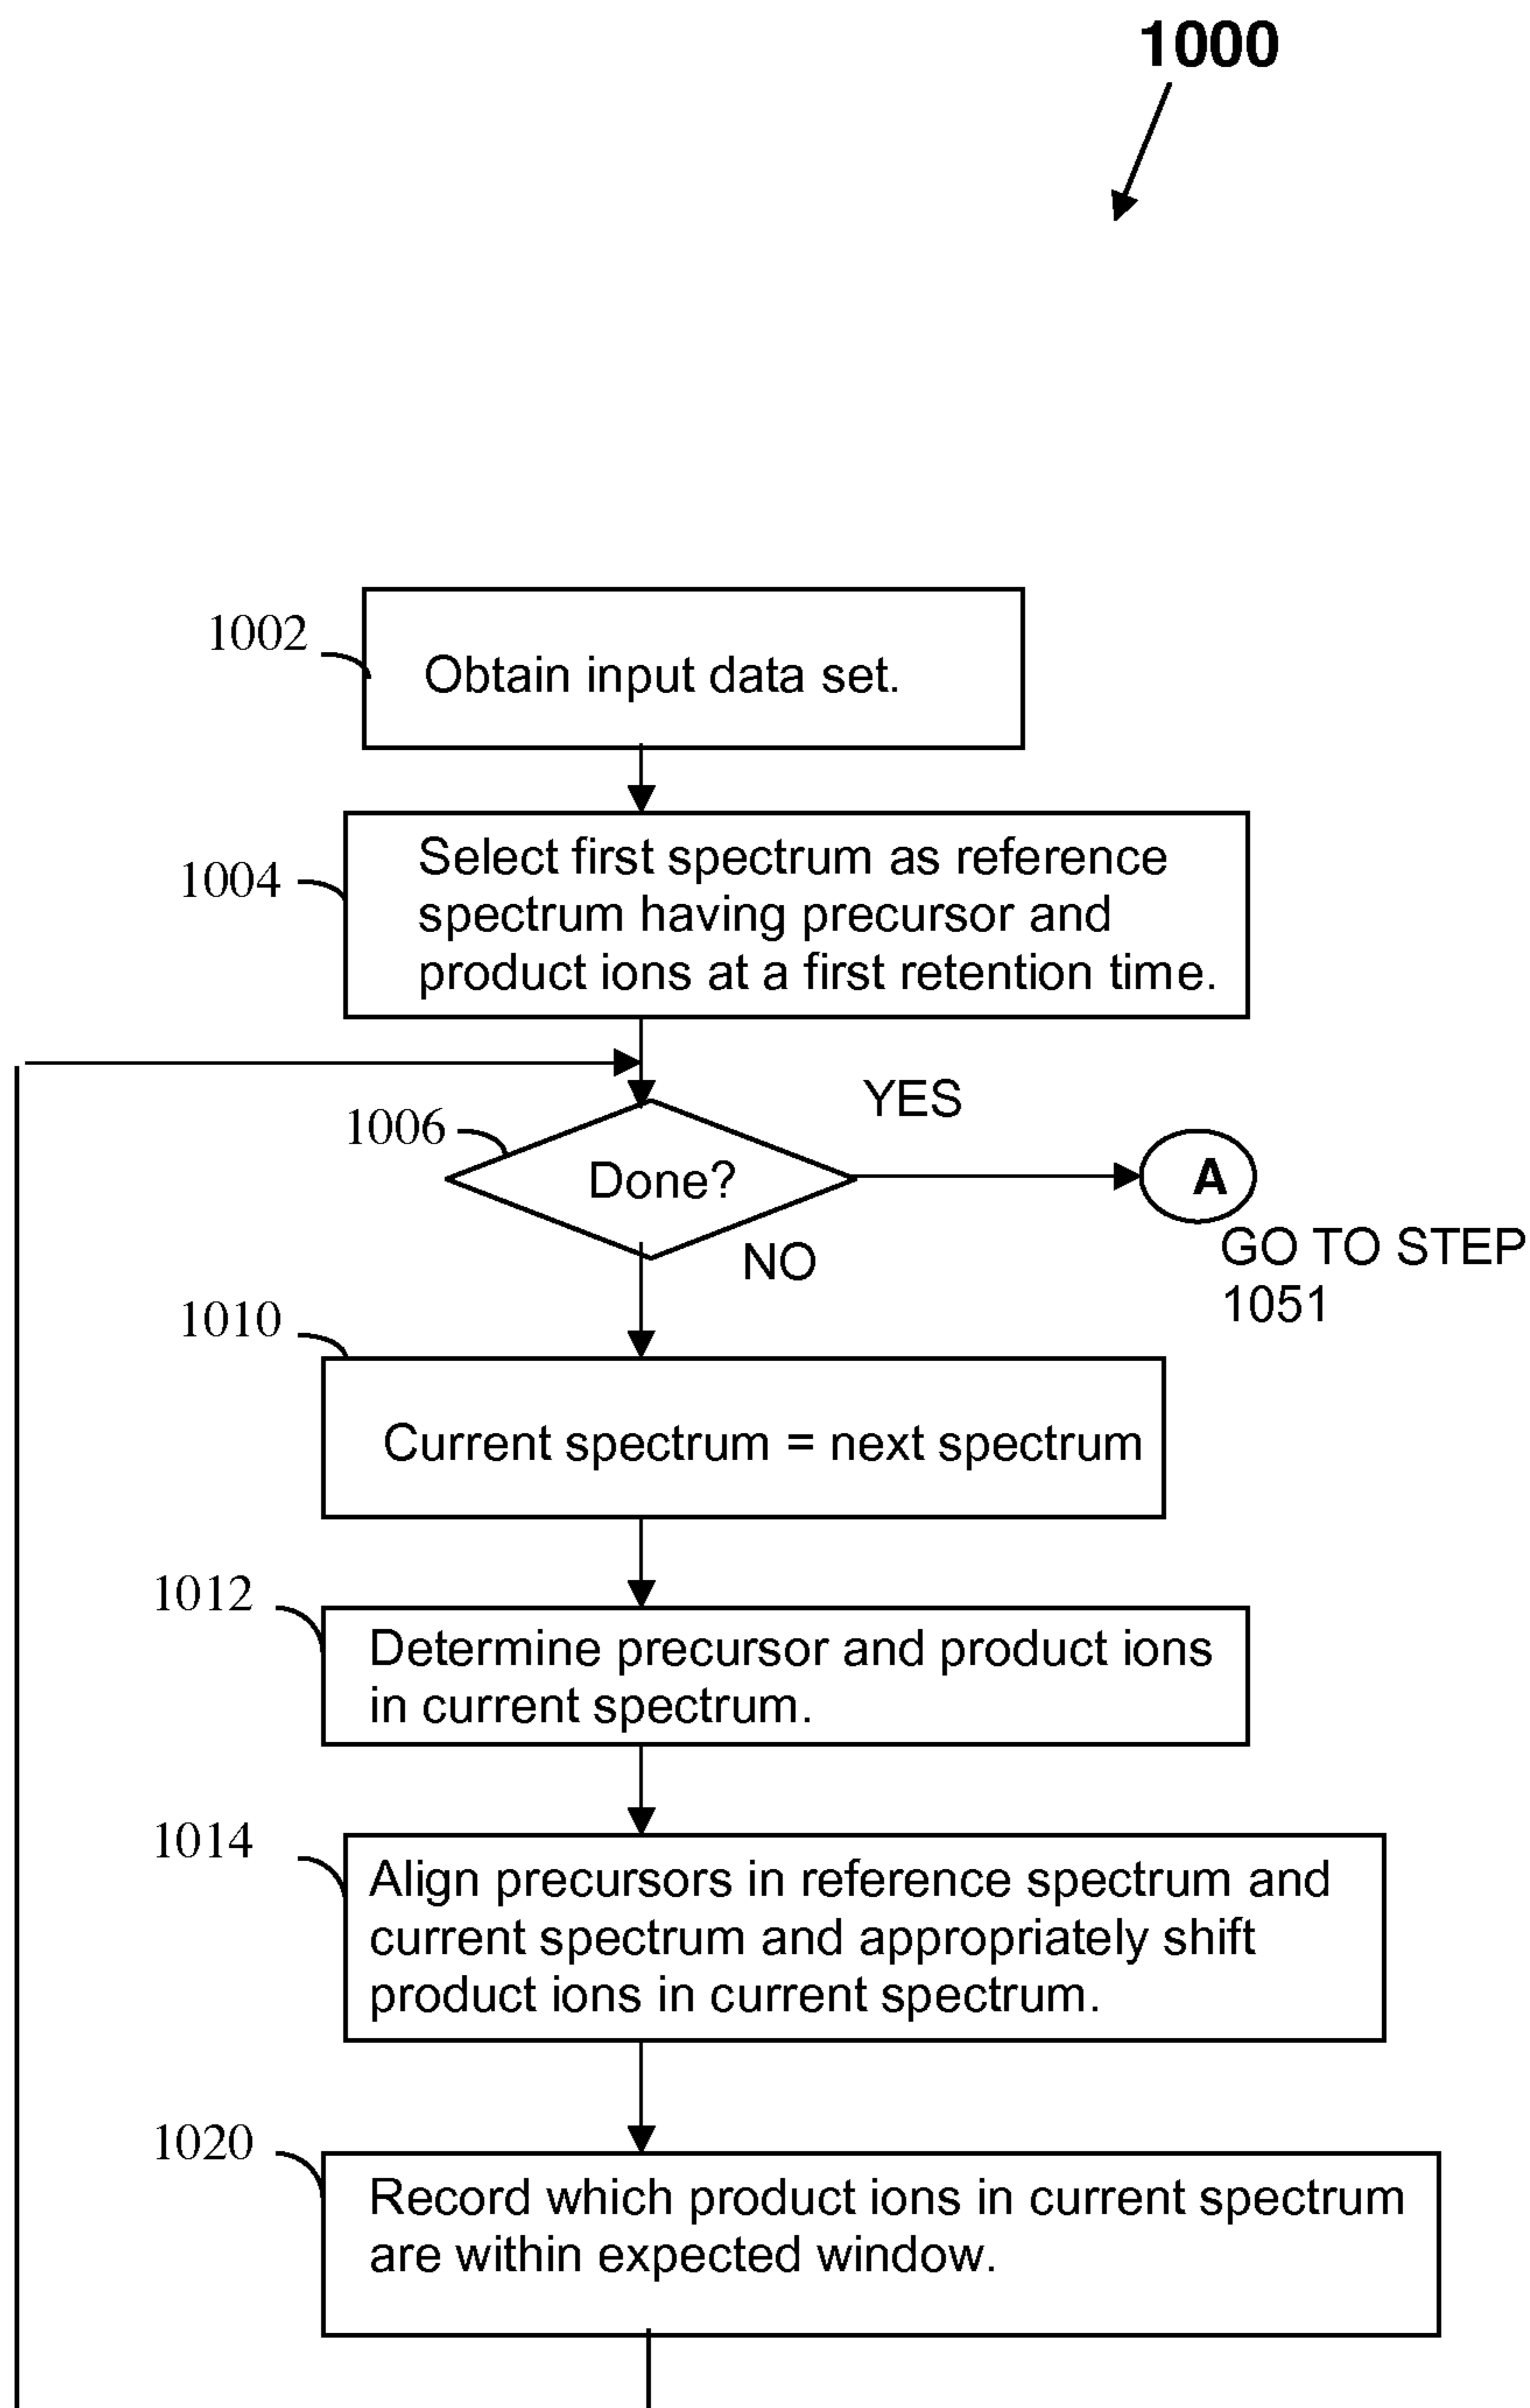 1000
1002
Obtain input data set.
1004
Select first spectrum as reference
spectrum having precursor and
product ions at a first retention time.
YES
1006
Done?
A
NO
GO TO STEP
1051
1010
Current spectrum = next spectrum
1012
Determine precursor and product ions
in current spectrum.
1014
Align precursors in reference spectrum and
current spectrum and appropriately shift
product ions in current spectrum.
1020
Record which product ions in current spectrum
are within expected window.